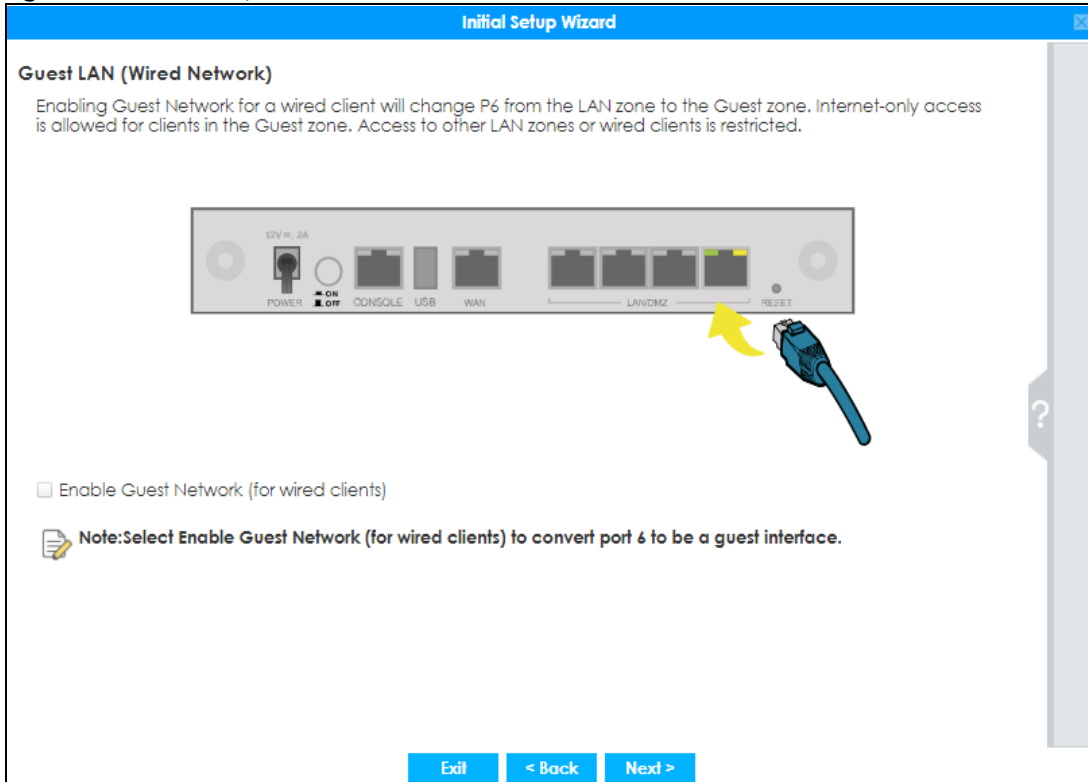 Initial Setup Wizard
Guest LAN (Wired Network)
Enabling Guest Network for a wired client will change P6 from the LAN zone to the Guest zone. Internet-only access
is allowed for clients in the Guest zone. Access to other LAN zones or wired clients is restricted.
12V⎓, 2A
ON
OFF
POWER CONSOLE USB WAN LAN/DMZ RESET
?
Enable Guest Network (for wired clients)
Note:Select Enable Guest Network (for wired clients) to convert port 6 to be a guest interface.
Exit < Back Next >